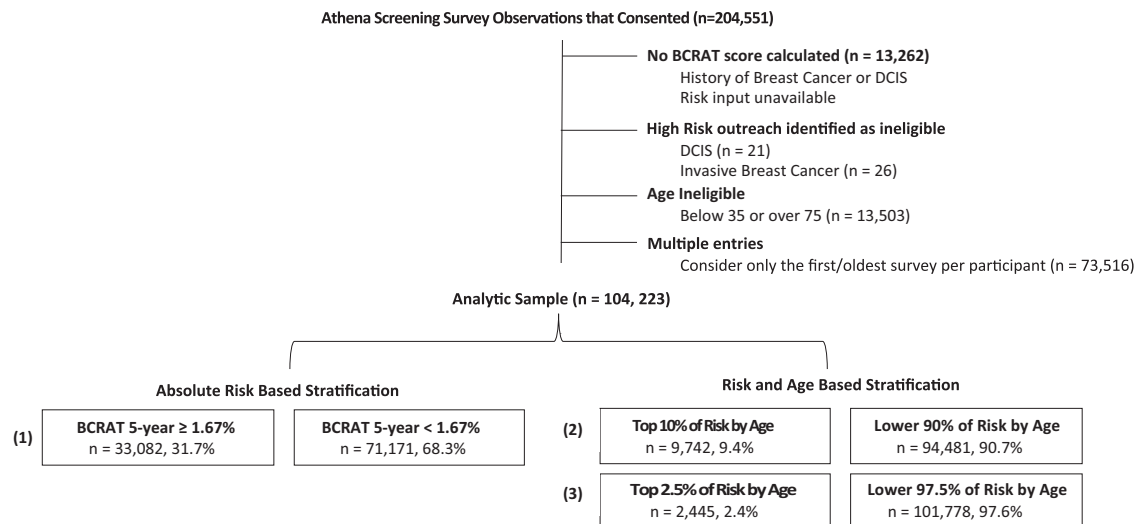 Athena Screening Survey Observations that Consented (n=204,551)
No BCRAT score calculated (n = 13,262)
History of Breast Cancer or DCIS
Risk input unavailable
High Risk outreach identified as ineligible
DCIS (n = 21)
Invasive Breast Cancer (n = 26)
Age Ineligible
Below 35 or over 75 (n = 13,503)
Multiple entries
Consider only the first/oldest survey per participant (n = 73,516)
Analytic Sample (n = 104, 223)
Absolute Risk Based Stratification
(1)
BCRAT 5-year ≥ 1.67%
n = 33,082, 31.7%
BCRAT 5-year < 1.67%
n = 71,171, 68.3%
Risk and Age Based Stratification
(2)
Top 10% of Risk by Age
n = 9,742, 9.4%
Lower 90% of Risk by Age
n = 94,481, 90.7%
(3)
Top 2.5% of Risk by Age
n = 2,445, 2.4%
Lower 97.5% of Risk by Age
n = 101,778, 97.6%